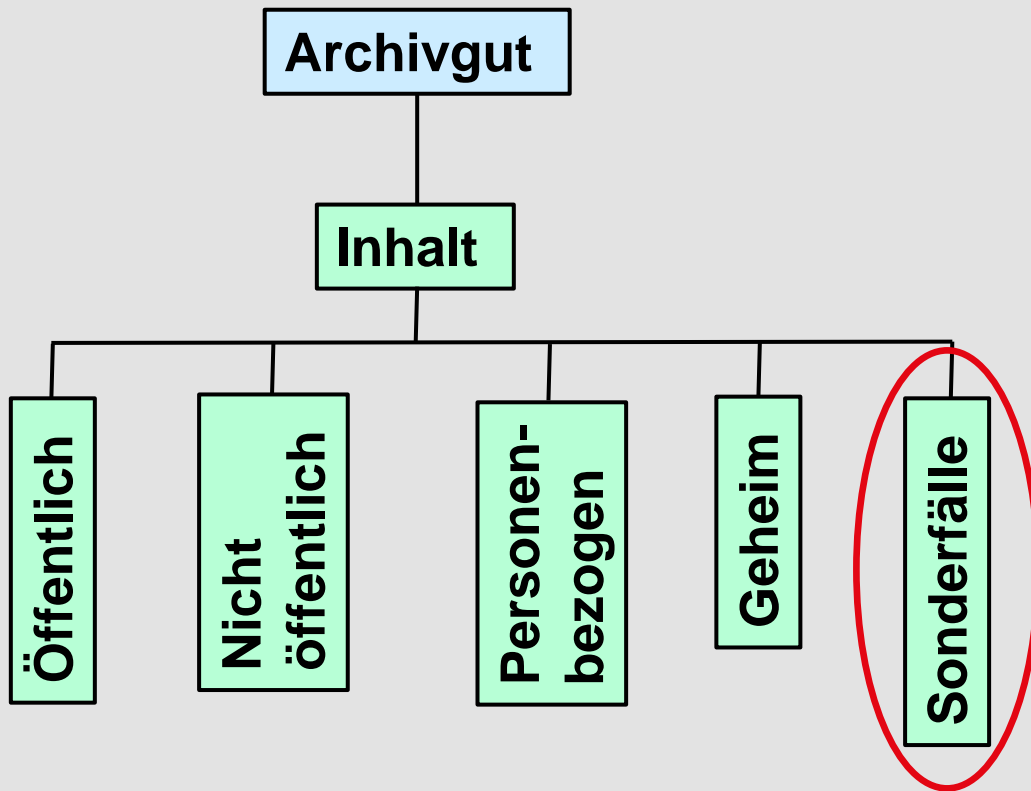 Archivgut
Inhalt
Öffentlich
Nicht
öffentlich
Personen-
bezogen
Geheim
Sonderfälle